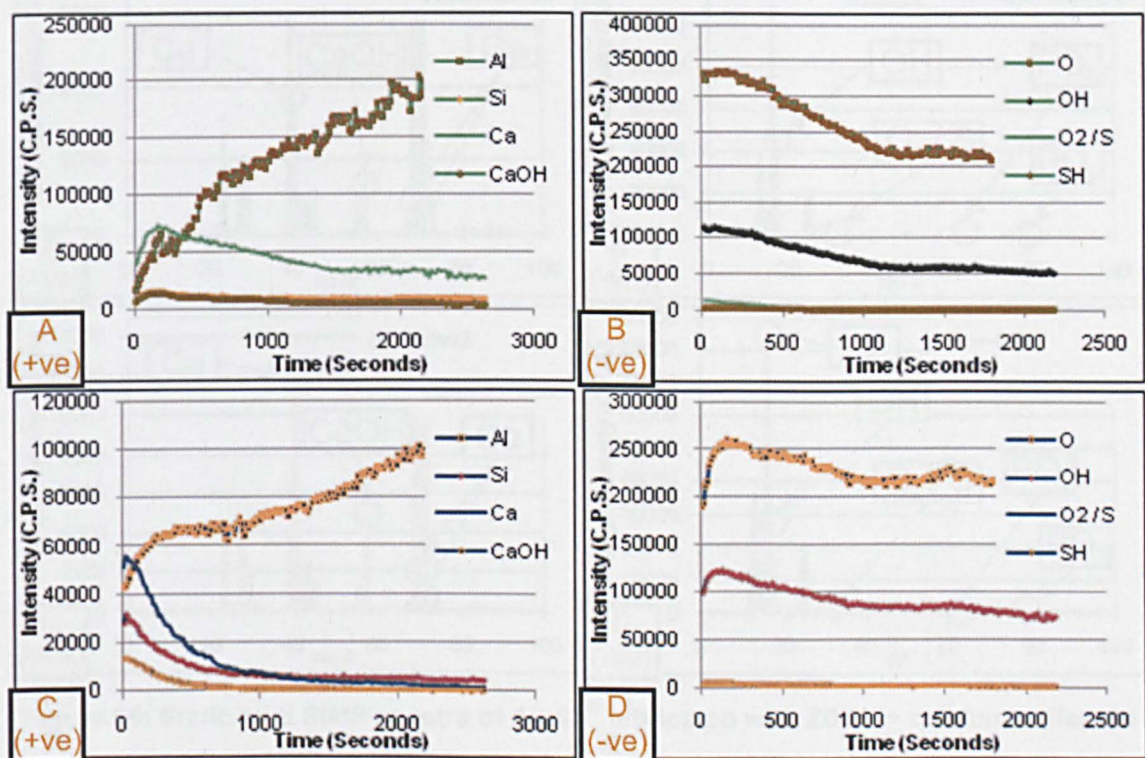 250000
200000
150000
100000
50000
0
Intensity (C.P.S.)
0 1000 2000 3000
Time (Seconds)
Al
Si
Ca
CaOH
A
(+ve)
400000
350000
300000
250000
200000
150000
100000
50000
0
Intensity (C.P.S.)
0 500 1000 1500 2000 2500
Time (Seconds)
O
OH
O2/S
SH
B
(-ve)
120000
100000
80000
60000
40000
20000
0
Intensity (C.P.S.)
0 1000 2000 3000
Time (Seconds)
Al
Si
Ca
CaOH
C
(+ve)
300000
250000
200000
150000
100000
50000
0
Intensity (C.P.S.)
0 500 1000 1500 2000 2500
Time (Seconds)
O
OH
O2/S
SH
D
(-ve)